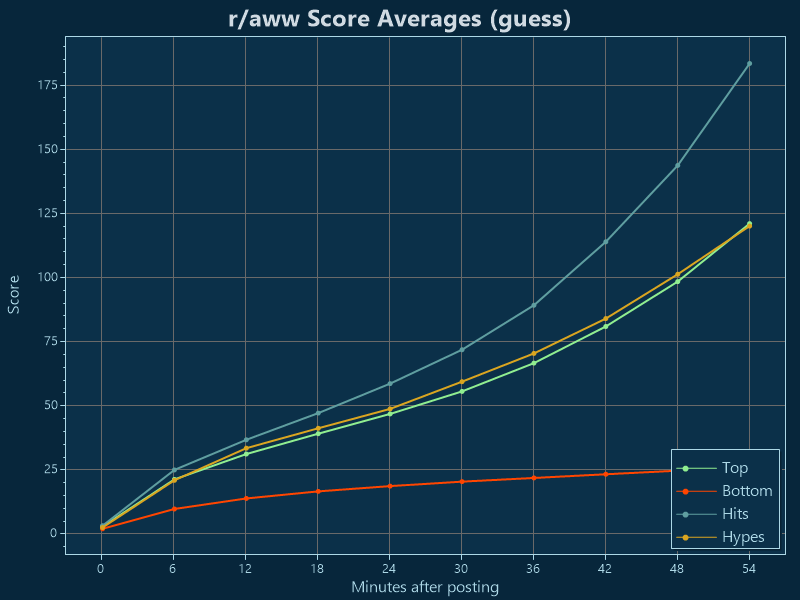 r/aww Score Averages (guess)
175
150
125
100
75
50
25
0
Score
Top
Bottom
Hits
Hypes
0 6 12 18 24 30 36 42 48 54
Minutes after posting